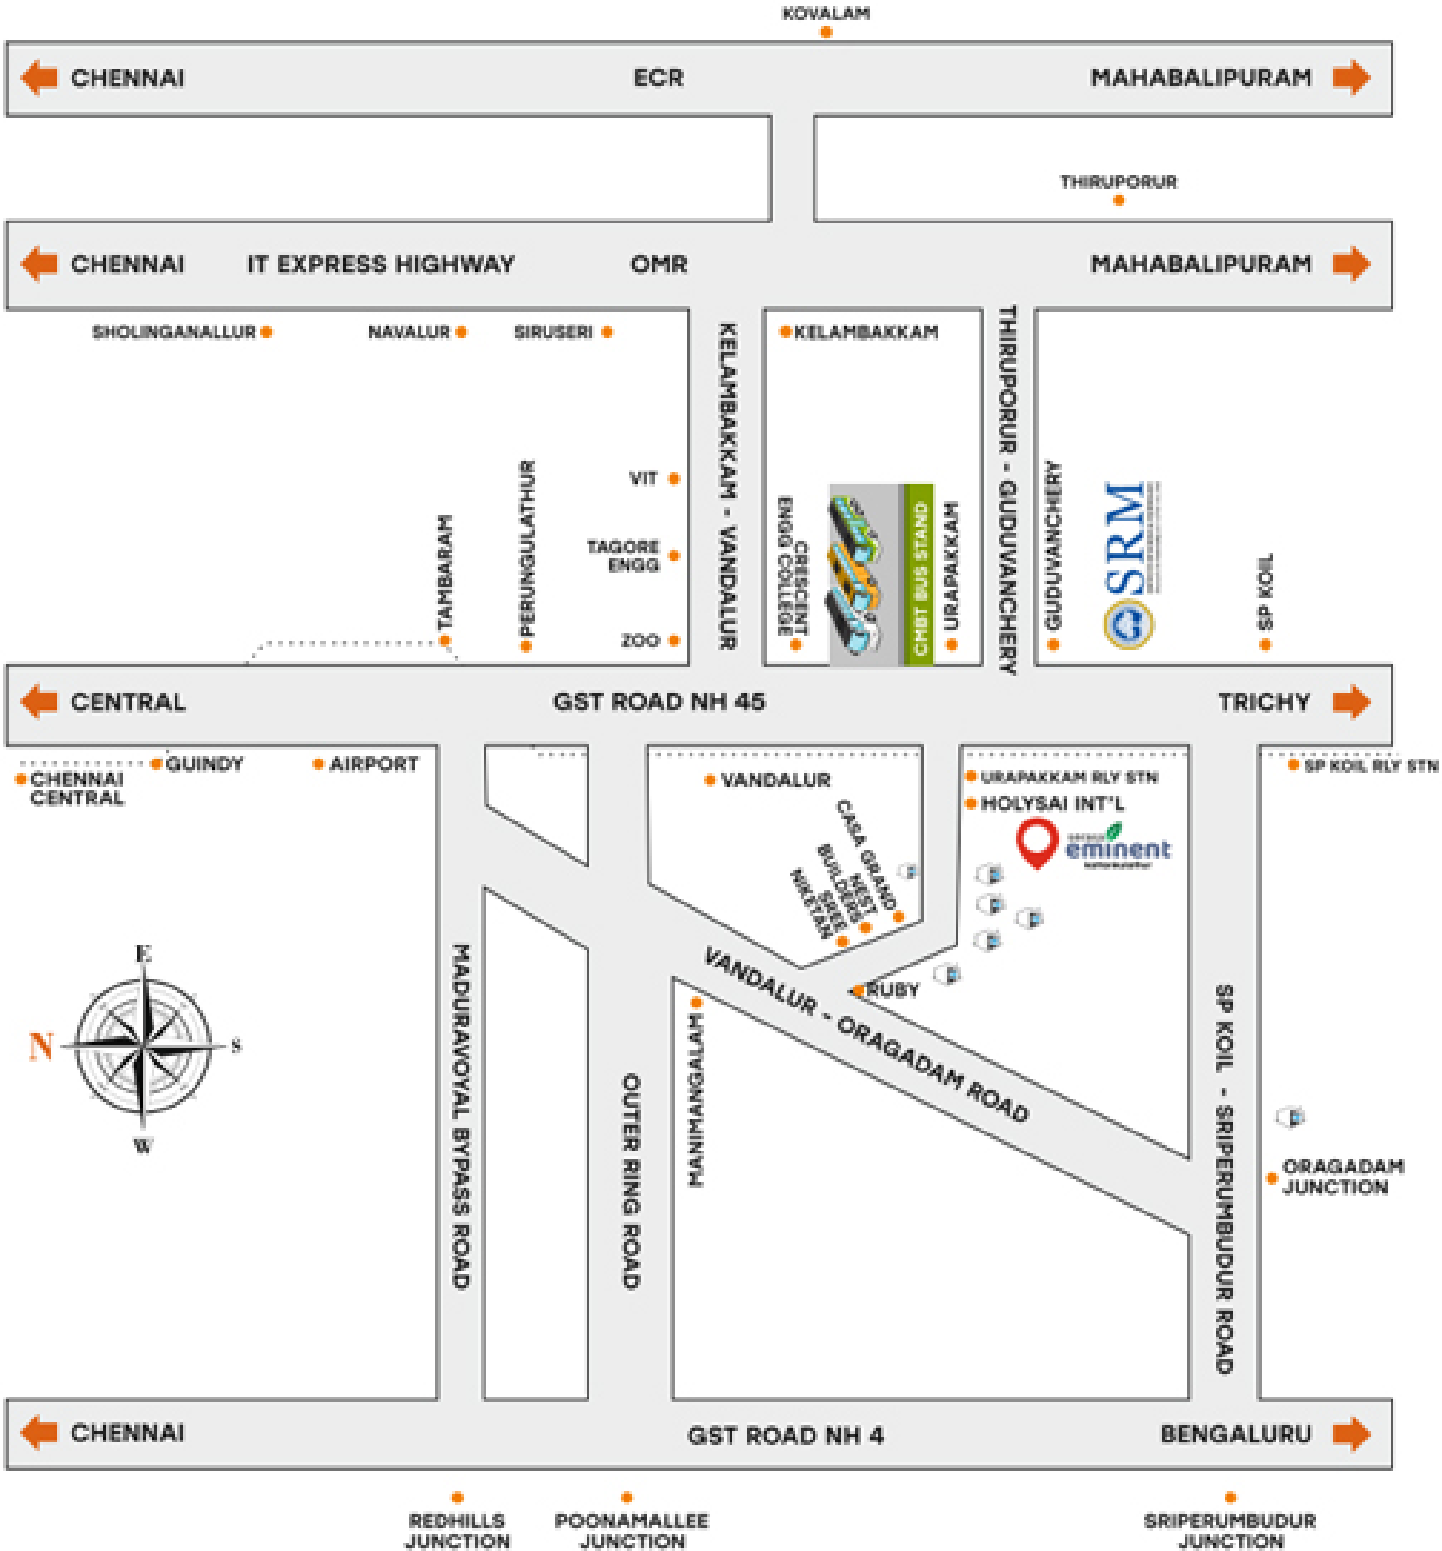 KOVALAM
CHENNAI
ECR
MAHABALIPURAM
THIRUPORUR
CHENNAI
IT EXPRESS HIGHWAY
OMR
MAHABALIPURAM
SHOLINGANALLUR
NAVALUR
SIRUSERI
KELAMBAKKAM
KELAMBAKKAM - VANDALUR
THIRUPORUR - GUDUVANCHERY
TAMBARAM
PERUNGULATHUR
VIT
TAGORE
ENGG
ZOO
CRESCENT
ENGG COLLEGE
CMBT BUS STAND
URAPAKKAM
GUDUVANCHERY
SRM
SP KOIL
CENTRAL
GST ROAD NH 45
TRICHY
CHENNAI
CENTRAL
GUINDY
AIRPORT
VANDALUR
URAPAKKAM RLY STN
SP KOIL RLY STN
HOLYSAI INT'L
CASA GRAND
NEST
BUILDERS
SREE
NIKETAN
eminent
RUBY
VANDALUR - ORAGADAM ROAD
E
N
S
W
MADURAVOYAL BYPASS ROAD
OUTER RING ROAD
MANIMANGALAM
SP KOIL - SRIPERUMBUDUR ROAD
ORAGADAM
JUNCTION
CHENNAI
GST ROAD NH 4
BENGALURU
REDHILLS
JUNCTION
POONAMALLEE
JUNCTION
SRIPERUMBUDUR
JUNCTION